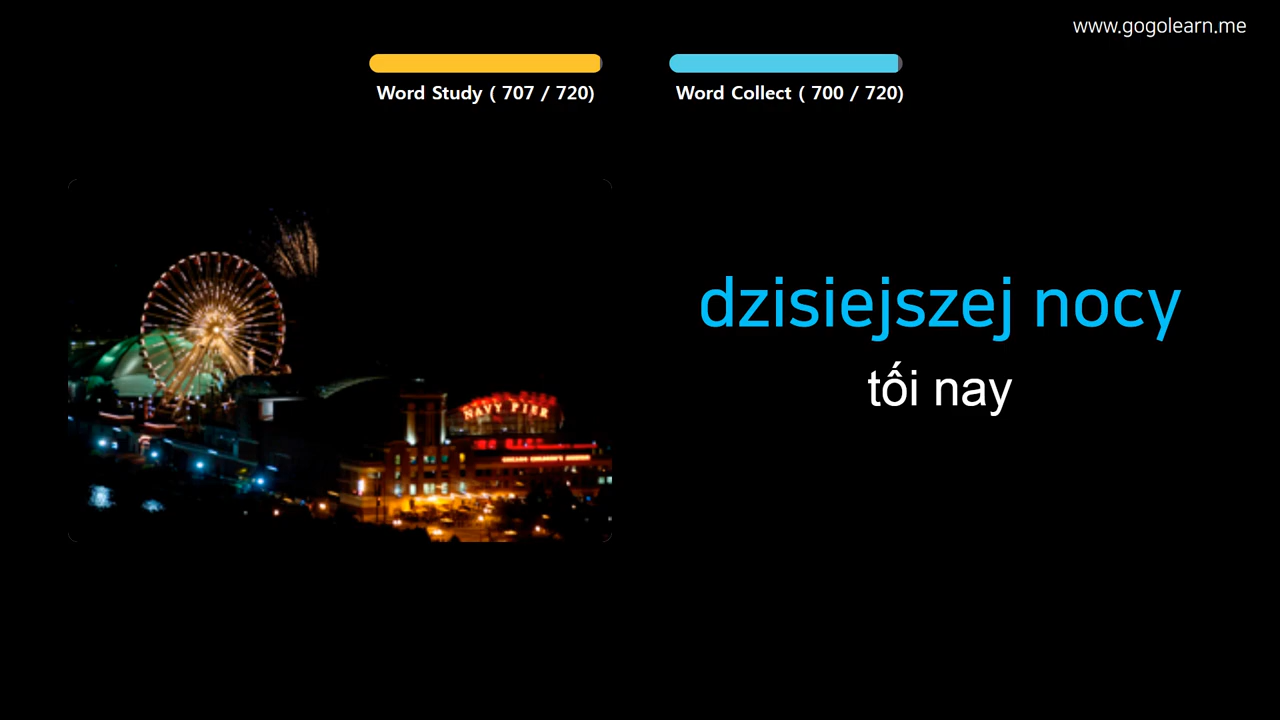 www.gogolearn.me
Word Study ( 707 / 720)
Word Collect ( 700 / 720)
dzisiejszej nocy
tối nay
NAVY PIER